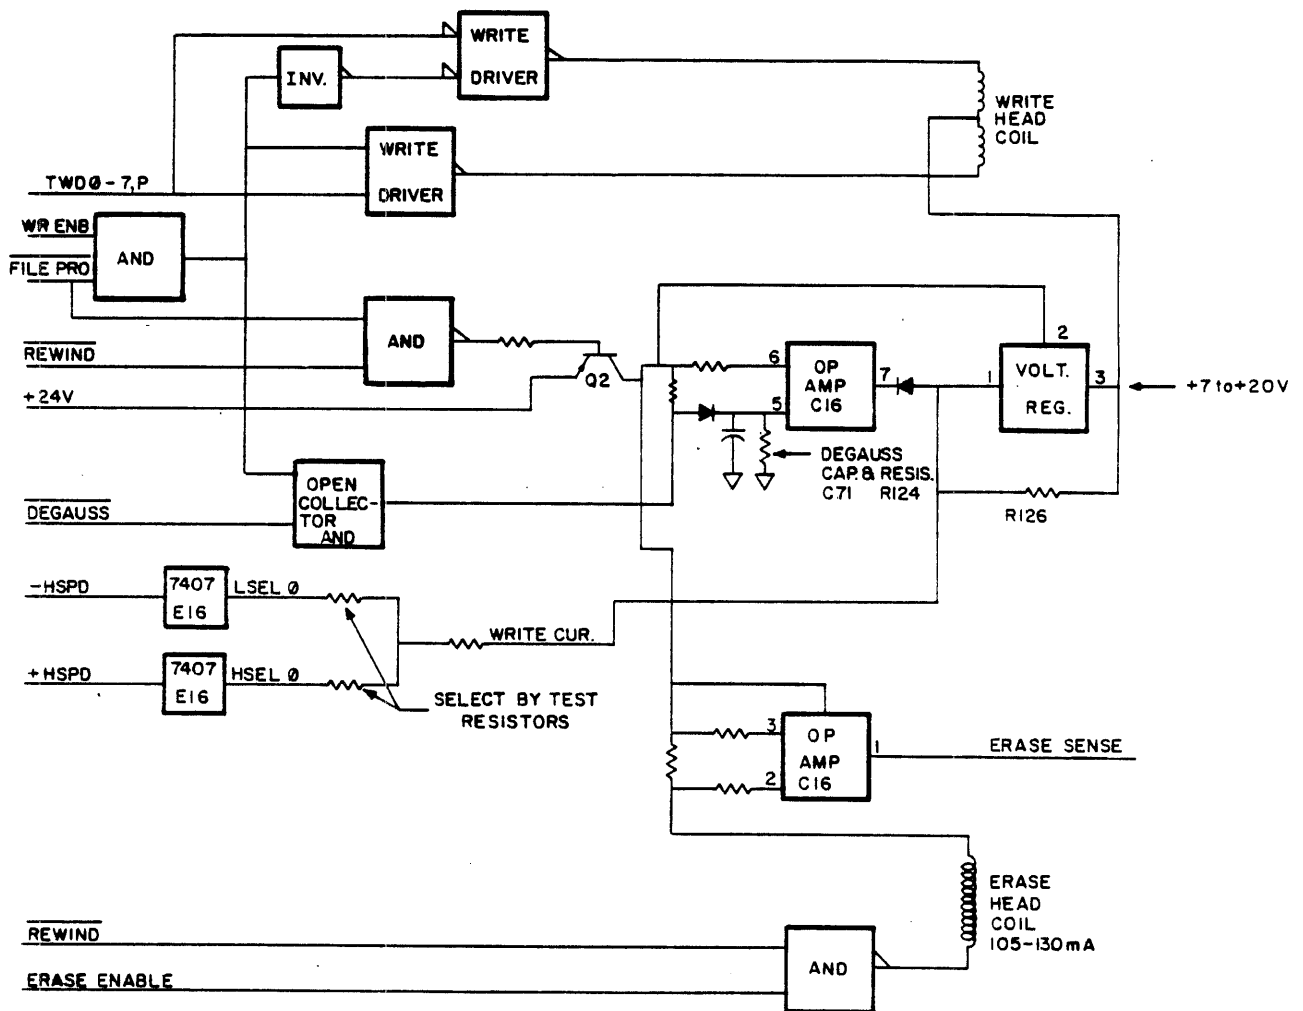 WRITE
DRIVER
INV.
WRITE
HEAD
COIL
WRITE
DRIVER
TWD0-7,P
WR ENB
FILE PRO
AND
REWIND
AND
+24V
Q2
6
5
OP
AMP
C16
7
1
2
VOLT.
REG.
3
+7 to+20V
DEGAUSS
CAP. & RESIS.
C71 R124
R126
DEGAUSS
OPEN
COLLEC-
TOR
AND
-HSPD
7407
E16
LSEL 0
WRITE CUR.
+HSPD
7407
E16
HSEL 0
SELECT BY TEST
RESISTORS
3
2
OP
AMP
C16
1
ERASE SENSE
ERASE
HEAD
COIL
105-130mA
REWIND
ERASE ENABLE
AND